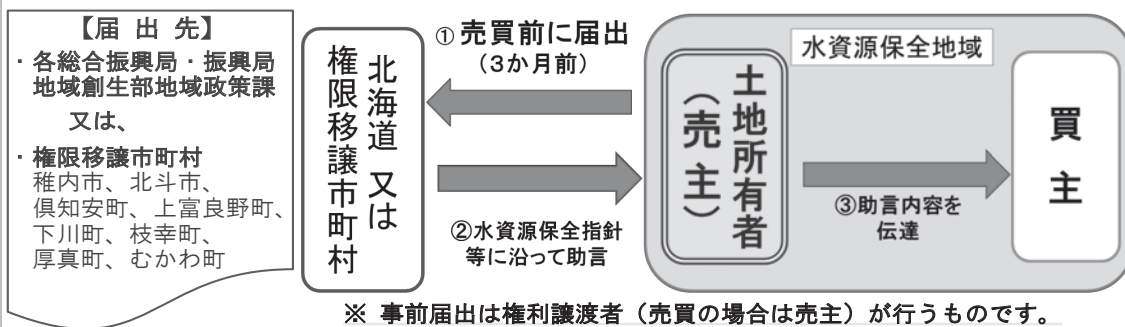 【届 出 先】
・各総合振興局・振興局
地域創生部地域政策課
又は、
・権限移譲市町村
稚内市、北斗市、
倶知安町、上富良野町、
下川町、枝幸町、
厚真町、むかわ町
北海道 又は
権限移譲市町村
①売買前に届出
（3か月前）
②水資源保全指針
等に沿って助言
水資源保全地域
土地所有者
（売主）
③助言内容を
伝達
買主
※ 事前届出は権利譲渡者（売買の場合は売主）が行うものです。